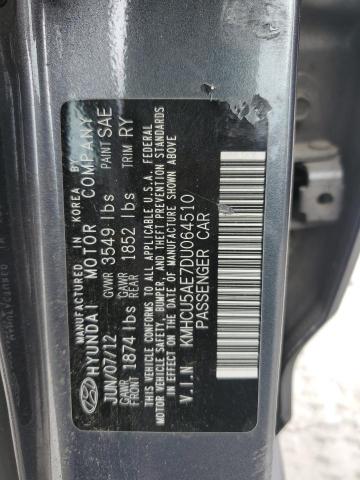 MANUFACTURED IN KOREA BY
HYUNDAI MOTOR COMPANY
JUN/07/12 GVWR 3549 lbs PAINT SAE
GAWR FRONT 1874 lbs GAWR REAR 1852 lbs TRIM RY
THIS VEHICLE CONFORMS TO ALL APPLICABLE U.S.A. FEDERAL
MOTOR VEHICLE SAFETY, BUMPER, AND THEFT PREVENTION
STANDARDS IN EFFECT ON THE DATE OF MANUFACTURE
SHOWN ABOVE.
V.I.N KMHCU5AE7DU064510
PASSENGER CAR